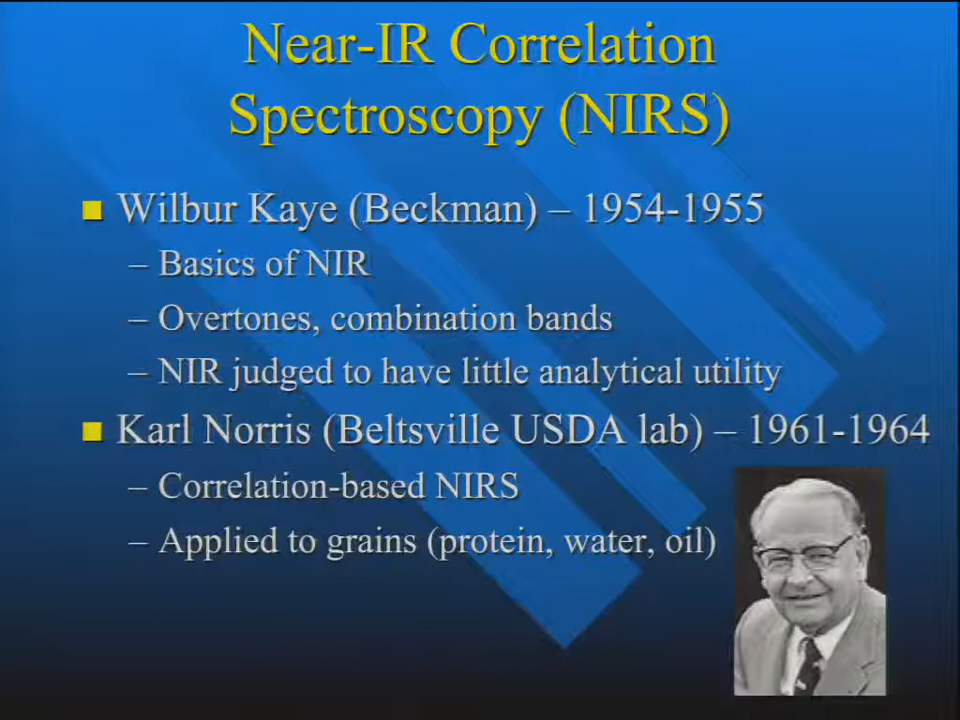 Near-IR Correlation
Spectroscopy (NIRS)
Wilbur Kaye (Beckman) – 1954-1955
– Basics of NIR
– Overtones, combination bands
– NIR judged to have little analytical utility
Karl Norris (Beltsville USDA lab) – 1961-1964
– Correlation-based NIRS
– Applied to grains (protein, water, oil)